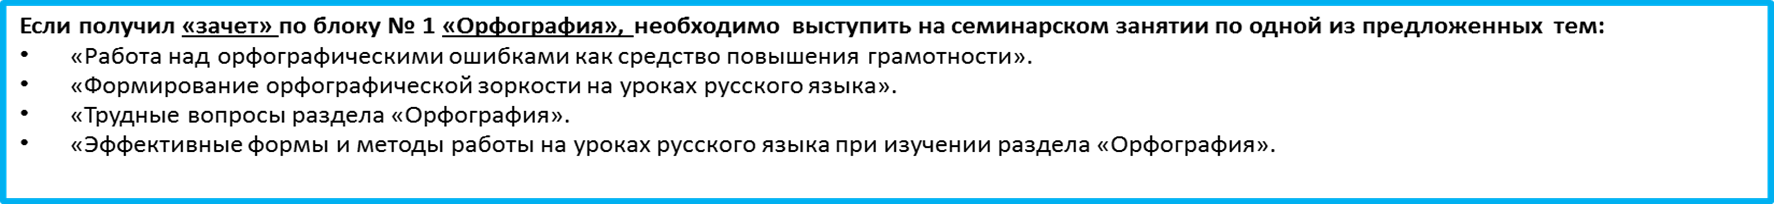 Если получил «зачет» по блоку № 1 «Орфография», необходимо выступить на семинарском занятии по одной из предложенных тем:
• «Работа над орфографическими ошибками как средство повышения грамотности».
• «Формирование орфографической зоркости на уроках русского языка».
• «Трудные вопросы раздела «Орфография».
• «Эффективные формы и методы работы на уроках русского языка при изучении раздела «Орфография».